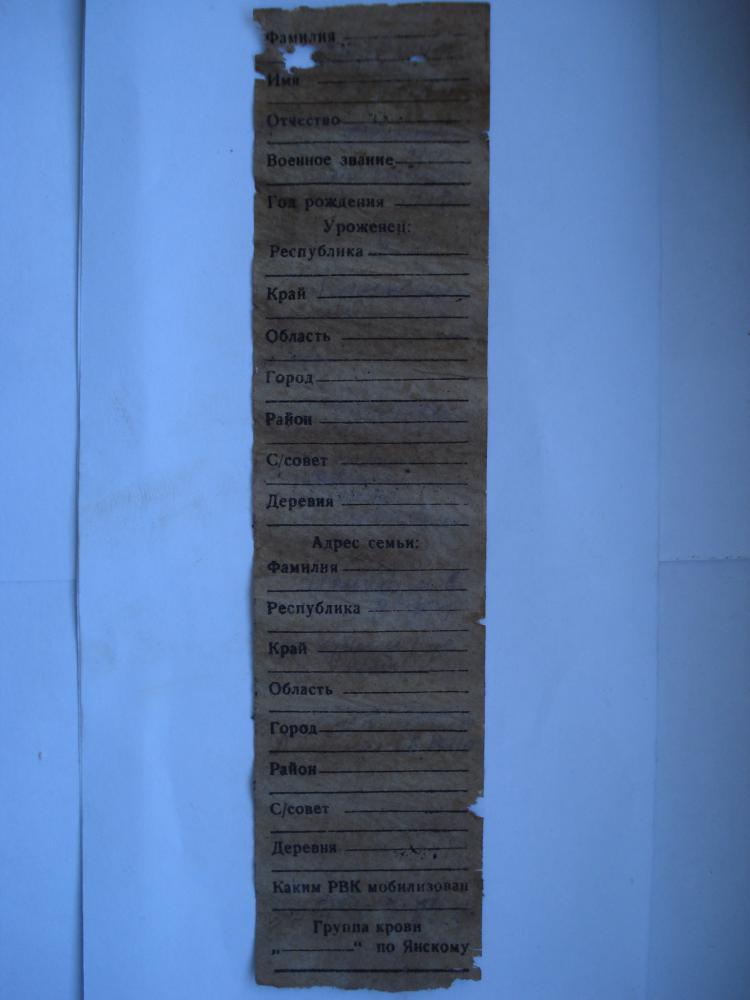 Фамилия
Имя
Отчество
Военное звание
Год рождения
Уроженец:
Республика
Край
Область
Город
Район
С/совет
Деревня
Адрес семьи:
Фамилия
Республика
Край
Область
Город
Район
С/совет
Деревня
Каким РВК мобилизован
Группа крови
„ “ по Янскому